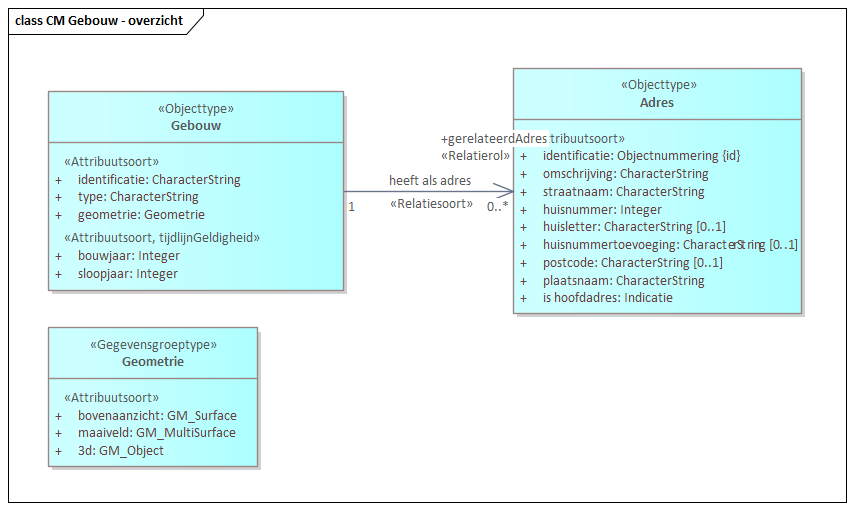 class CM Gebouw - overzicht
«Objecttype»
Gebouw
«Attribuutsoort»
+ identificatie: CharacterString
+ type: CharacterString
+ geometrie: Geometrie
«Attribuutsoort, tijdlijnGeldigheid»
+ bouwjaar: Integer
+ sloopjaar: Integer
heeft als adres
1
«Relatiesoort»
0..*
+gerelateerdAdres
«Relatierol»
«Objecttype»
Adres
tribuutsoort»
+ identificatie: Objectnummering {id}
+ omschrijving: CharacterString
+ straatnaam: CharacterString
+ huisnummer: Integer
+ huisletter: CharacterString [0..1]
+ huisnummertoevoeging: CharacterString [0..1]
+ postcode: CharacterString [0..1]
+ plaatsnaam: CharacterString
+ is hoofdadres: Indicatie
«Gegevensgroeptype»
Geometrie
«Attribuutsoort»
+ bovenaanzicht: GM_Surface
+ maaiveld: GM_MultiSurface
+ 3d: GM_Object